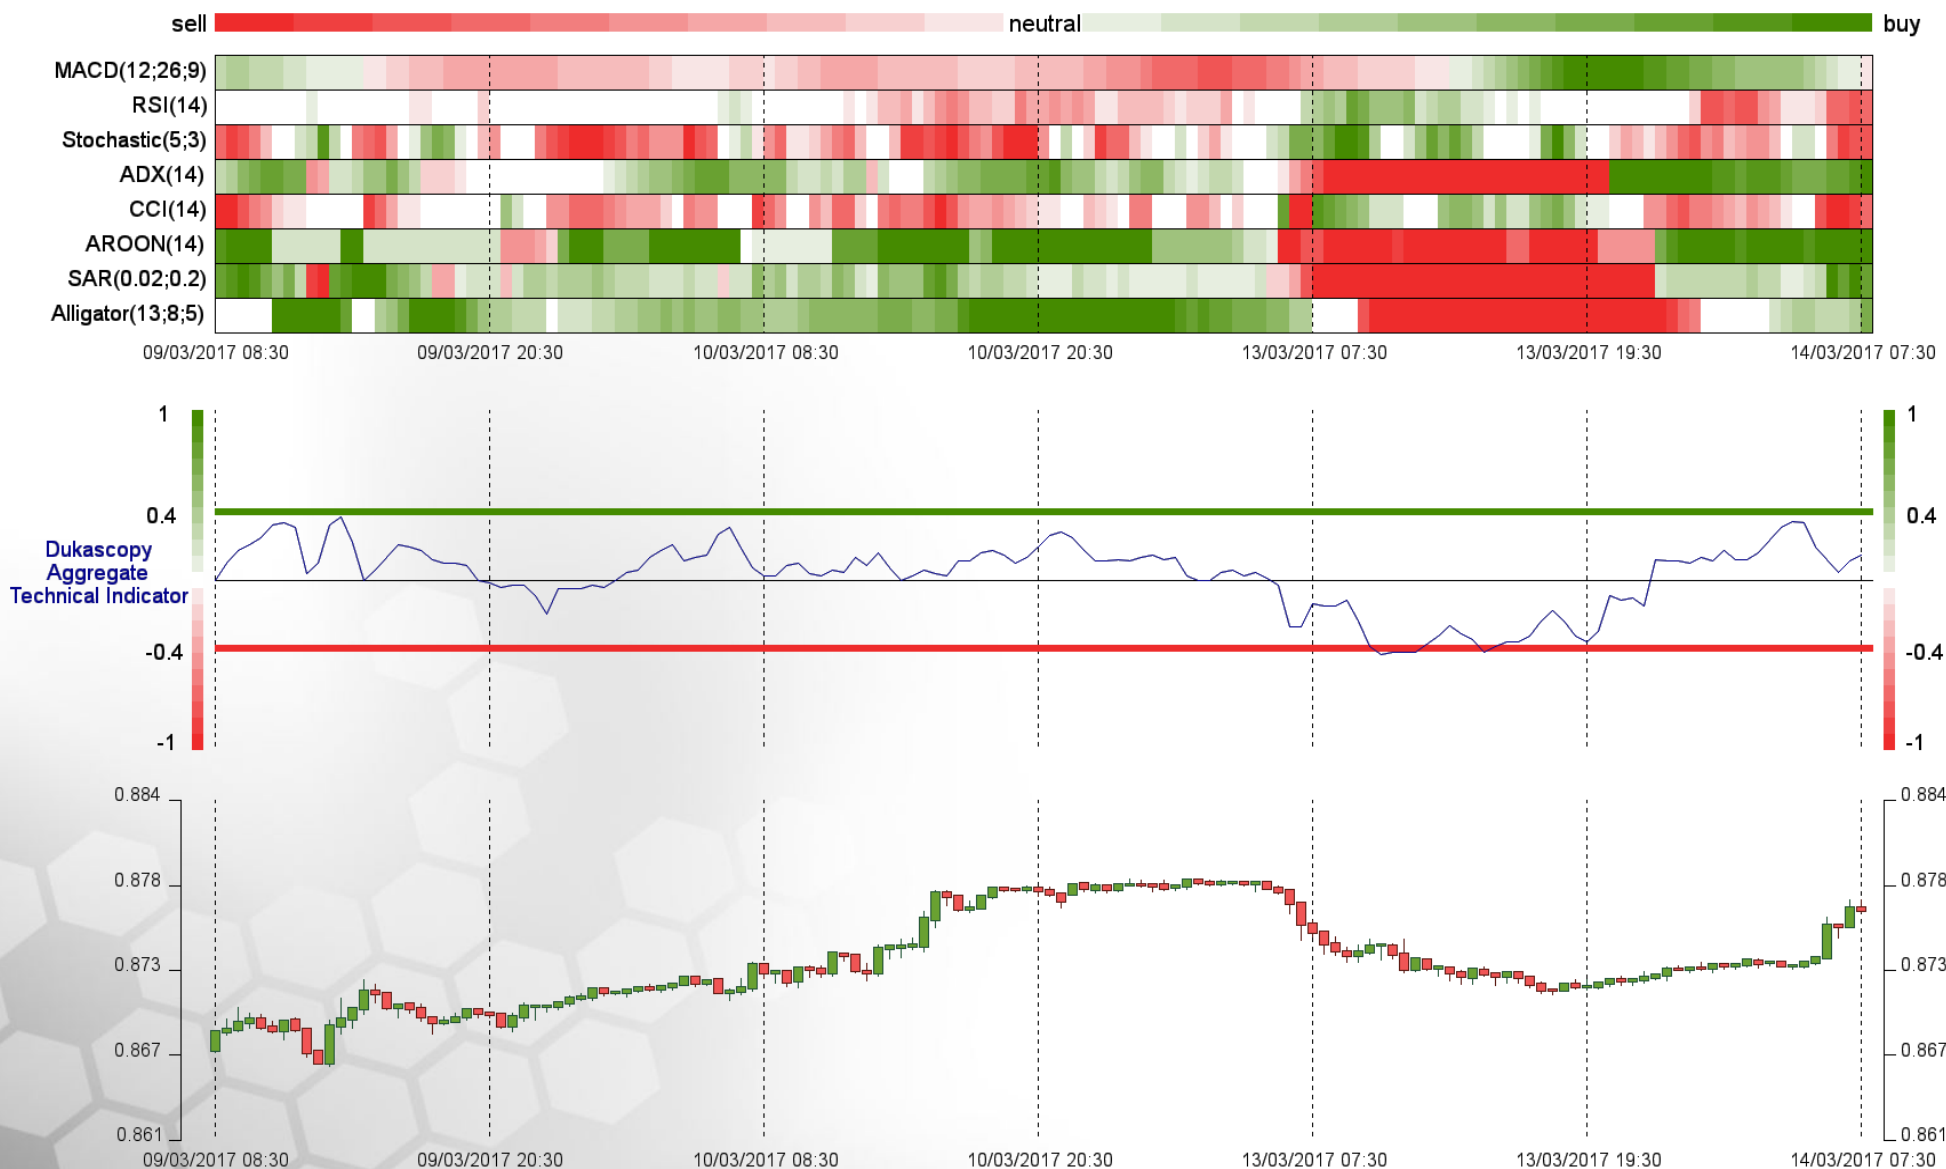 sell neutral buy
MACD(12;26;9)
RSI(14)
Stochastic(5;3)
ADX(14)
CCI(14)
AROON(14)
SAR(0.02;0.2)
Alligator(13;8;5)
09/03/2017 08:30 09/03/2017 20:30 10/03/2017 08:30 10/03/2017 20:30 13/03/2017 07:30 13/03/2017 19:30 14/03/2017 07:30
1 1
0.4 0.4
Dukascopy
Aggregate
Technical Indicator
-0.4 -0.4
-1 -1
0.884 0.884
0.878 0.878
0.873 0.873
0.867 0.867
0.861 0.861
09/03/2017 08:30 09/03/2017 20:30 10/03/2017 08:30 10/03/2017 20:30 13/03/2017 07:30 13/03/2017 19:30 14/03/2017 07:30